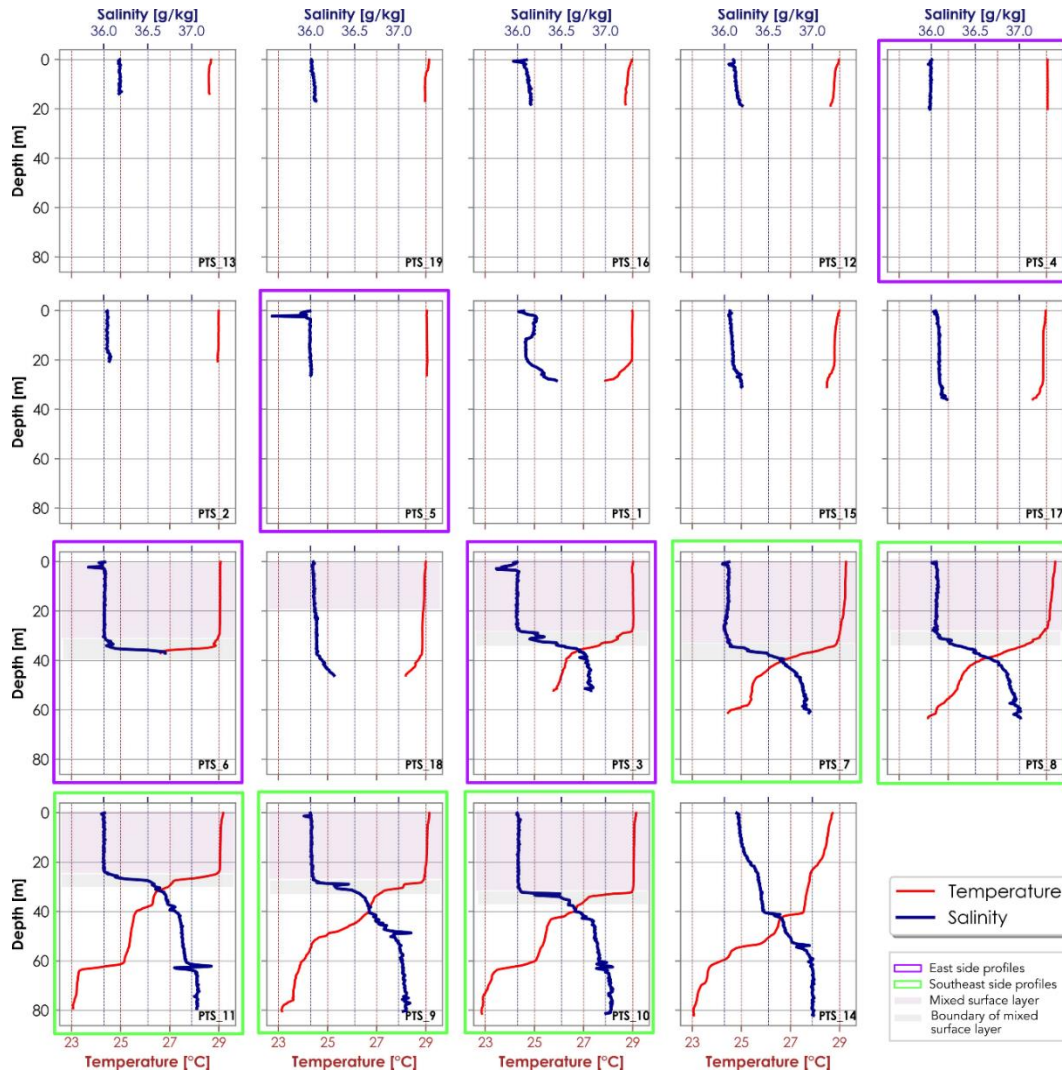 Salinity [g/kg] Salinity [g/kg] Salinity [g/kg] Salinity [g/kg] Salinity [g/kg]
36.0 36.5 37.0 36.0 36.5 37.0 36.0 36.5 37.0 36.0 36.5 37.0 36.0 36.5 37.0
0
20
40
60
80
Depth [m]
PTS_13 PTS_19 PTS_16 PTS_12 PTS_4
0
20
40
60
80
Depth [m]
PTS_2 PTS_5 PTS_1 PTS_15 PTS_17
0
20
40
60
80
Depth [m]
PTS_6 PTS_18 PTS_3 PTS_7 PTS_8
0
20
40
60
80
Depth [m]
PTS_11 PTS_9 PTS_10 PTS_14
23 25 27 29 23 25 27 29 23 25 27 29 23 25 27 29
Temperature [°C] Temperature [°C] Temperature [°C] Temperature [°C]
Temperature
Salinity
East side profiles
Southeast side profiles
Mixed surface layer
Boundary of mixed
surface layer